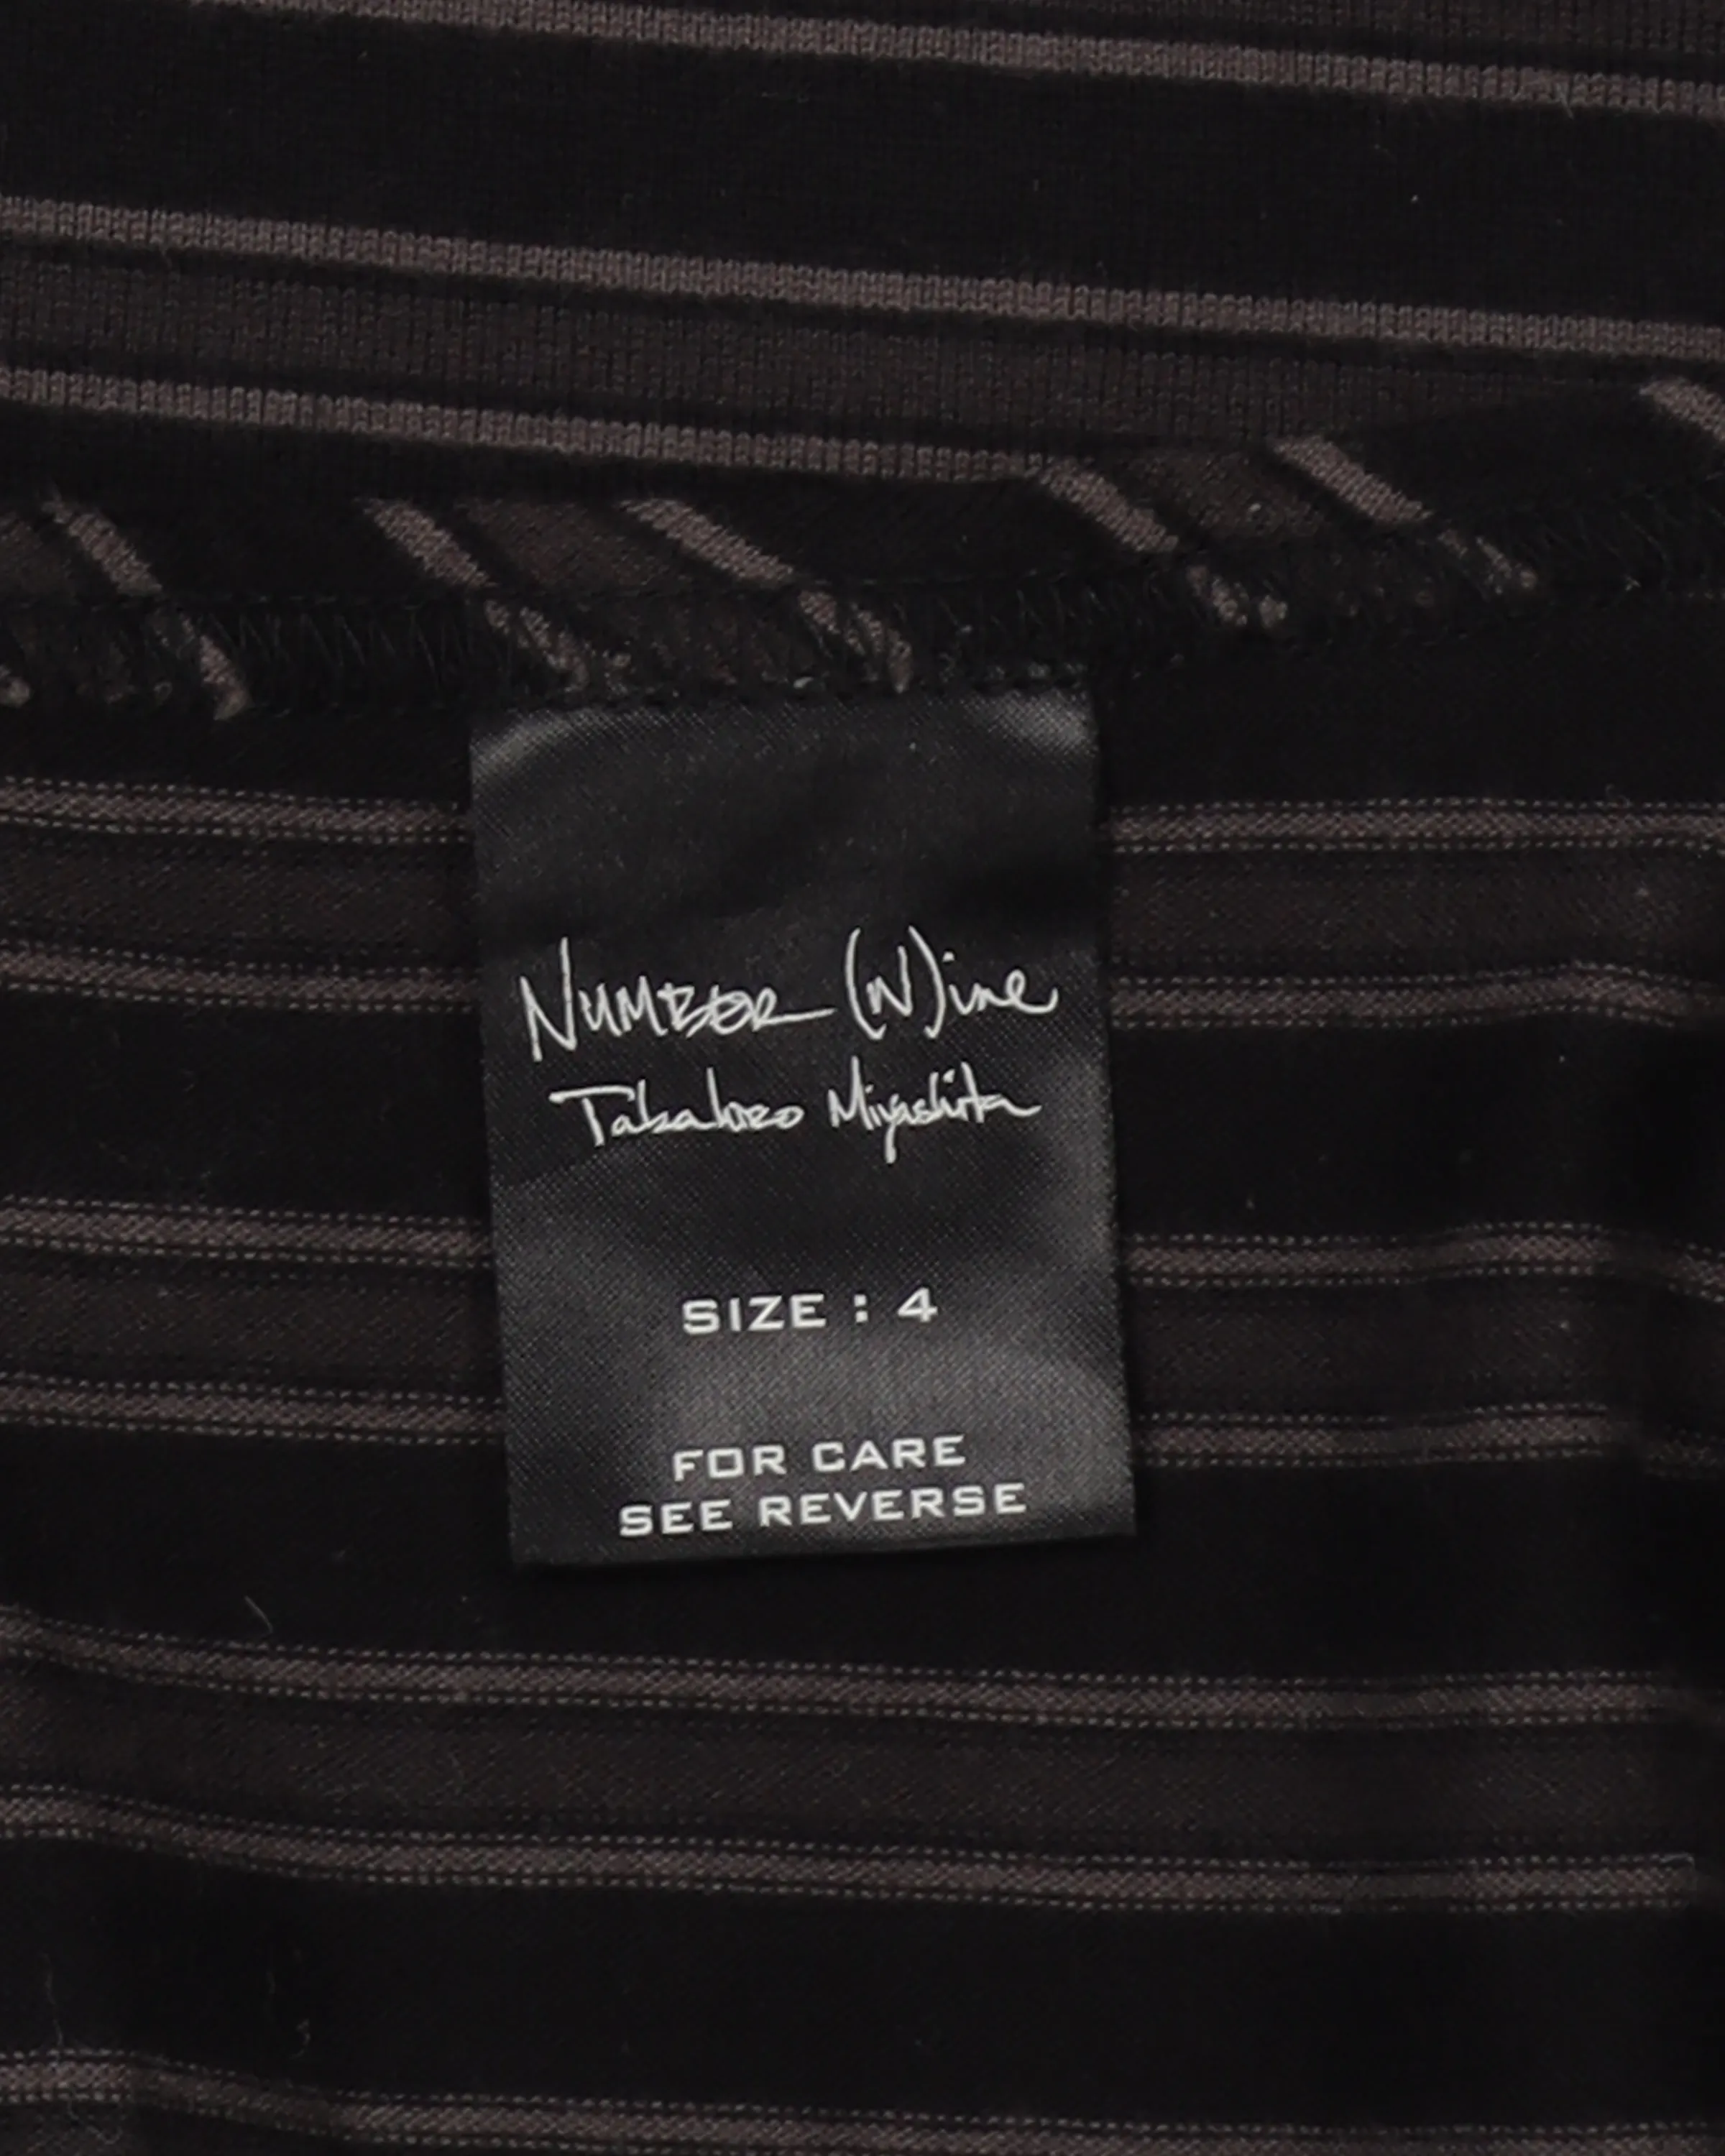 NUMBER (N)ine
Takahiro Miyashita
SIZE : 4
FOR CARE
SEE REVERSE